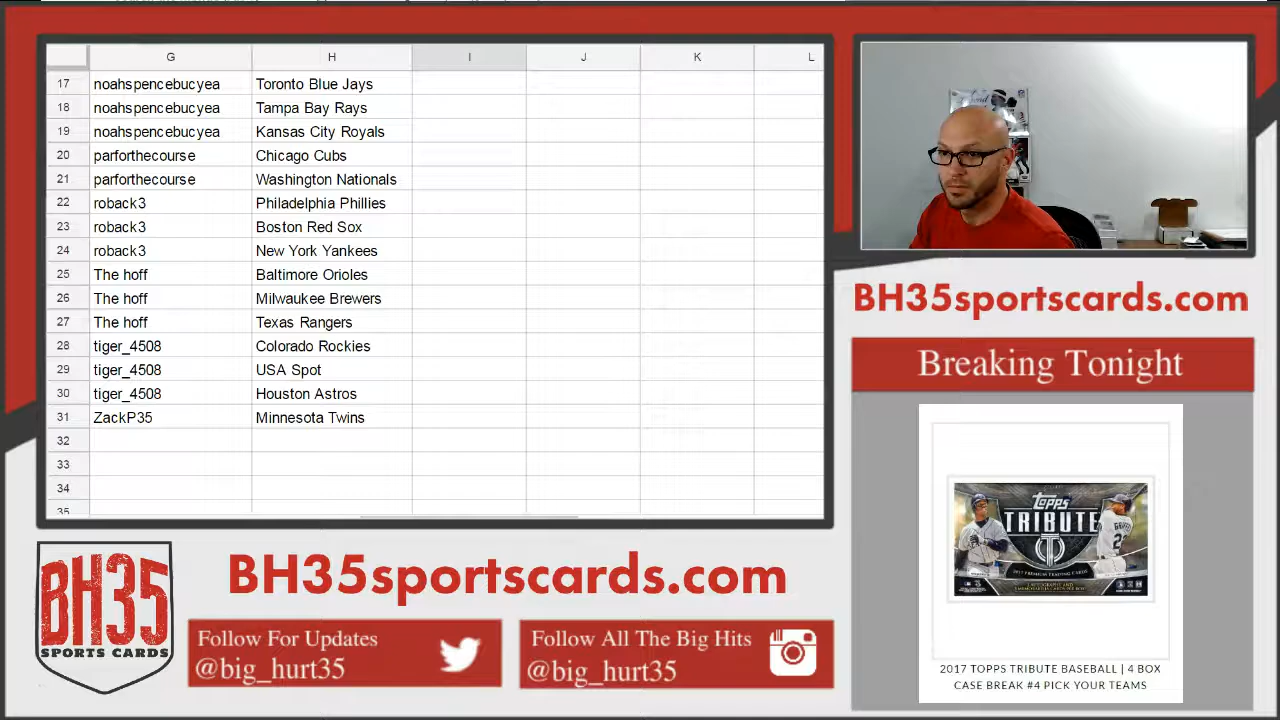 G H I J K L
17 noahspencebucyea Toronto Blue Jays
18 noahspencebucyea Tampa Bay Rays
19 noahspencebucyea Kansas City Royals
20 parforthecourse Chicago Cubs
21 parforthecourse Washington Nationals
22 roback3 Philadelphia Phillies
23 roback3 Boston Red Sox
24 roback3 New York Yankees
25 The hoff Baltimore Orioles
26 The hoff Milwaukee Brewers
27 The hoff Texas Rangers
28 tiger_4508 Colorado Rockies
29 tiger_4508 USA Spot
30 tiger_4508 Houston Astros
31 ZackP35 Minnesota Twins
32
33
34
35
BH35sportscards.com
Breaking Tonight
topps
TRIBUTE
2017 TOPPS TRIBUTE BASEBALL | 4 BOX
CASE BREAK #4 PICK YOUR TEAMS
BH35
SPORTS CARDS
BH35sportscards.com
Follow For Updates
@big_hurt35
Follow All The Big Hits
@big_hurt35